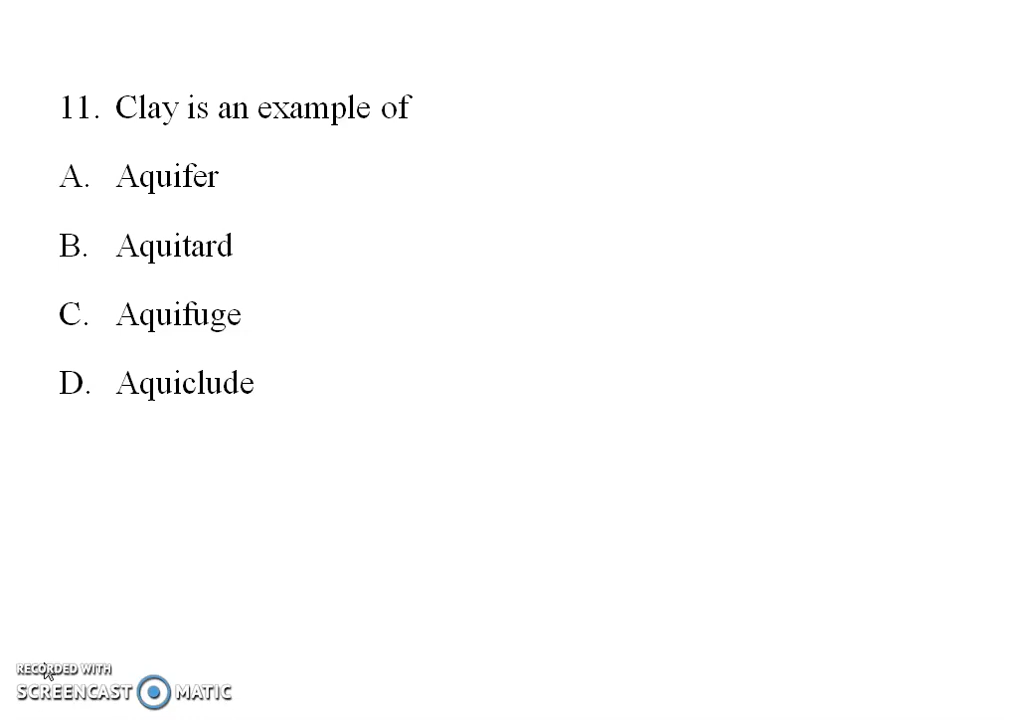 11. Clay is an example of
A. Aquifer
B. Aquitard
C. Aquifuge
D. Aquiclude
RECORDED WITH
SCREENCAST MATIC